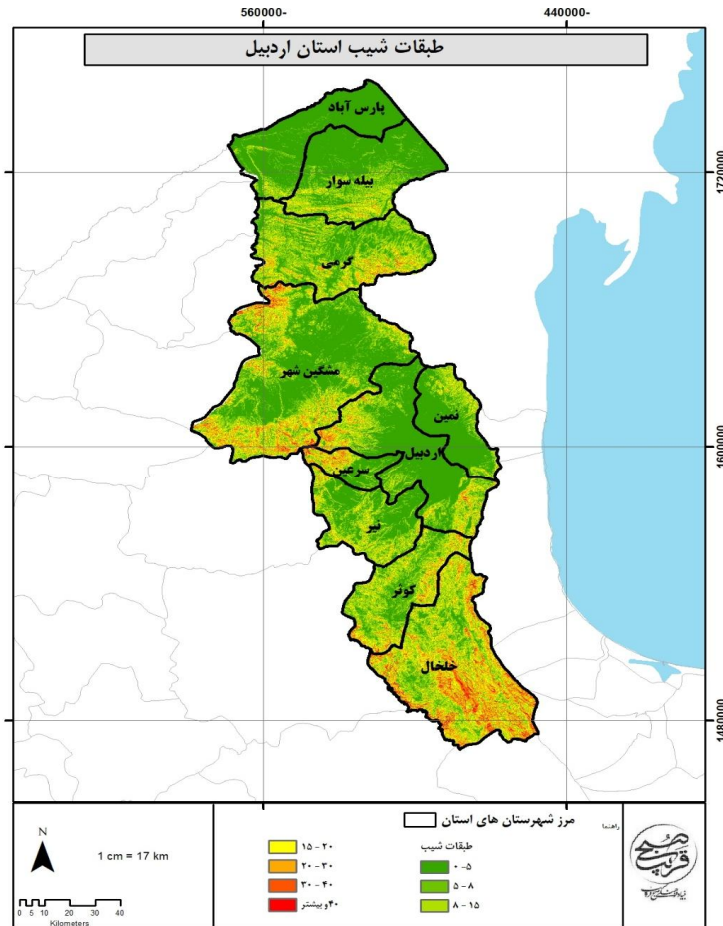 560000-
440000-
طبقات شیب استان اردبیل
پارس آباد
1720000
بیله سوار
گرمی
مشگین شهر
نمین
1600000
اردبیل
سرعین
نیر
کوثر
خلخال
1480000
راهنما
مرز شهرستان های استان
طبقات شیب
۰ - ۵
۵ - ۸
۸ - ۱۵
۱۵ - ۲۰
۲۰ - ۳۰
۳۰ - ۴۰
۴۰ و بیشتر
N
1 cm = 17 km
0 5 10 20 30 40
Kilometers
صبح قریب